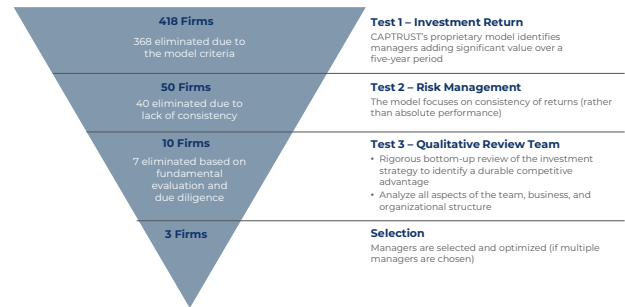 418 Firms
368 eliminated due to
the model criteria
Test 1 – Investment Return
CAPTRUST's proprietary model identifies
managers adding significant value over a
five-year period
50 Firms
40 eliminated due to
lack of consistency
Test 2 – Risk Management
The model focuses on consistency of returns (rather
than absolute performance)
10 Firms
7 eliminated based on
fundamental
evaluation and
due diligence
Test 3 – Qualitative Review Team
• Rigorous bottom-up review of the investment
strategy to identify a durable competitive
advantage
• Analyze all aspects of the team, business, and
organizational structure
3 Firms
Selection
Managers are selected and optimized (if multiple
managers are chosen)